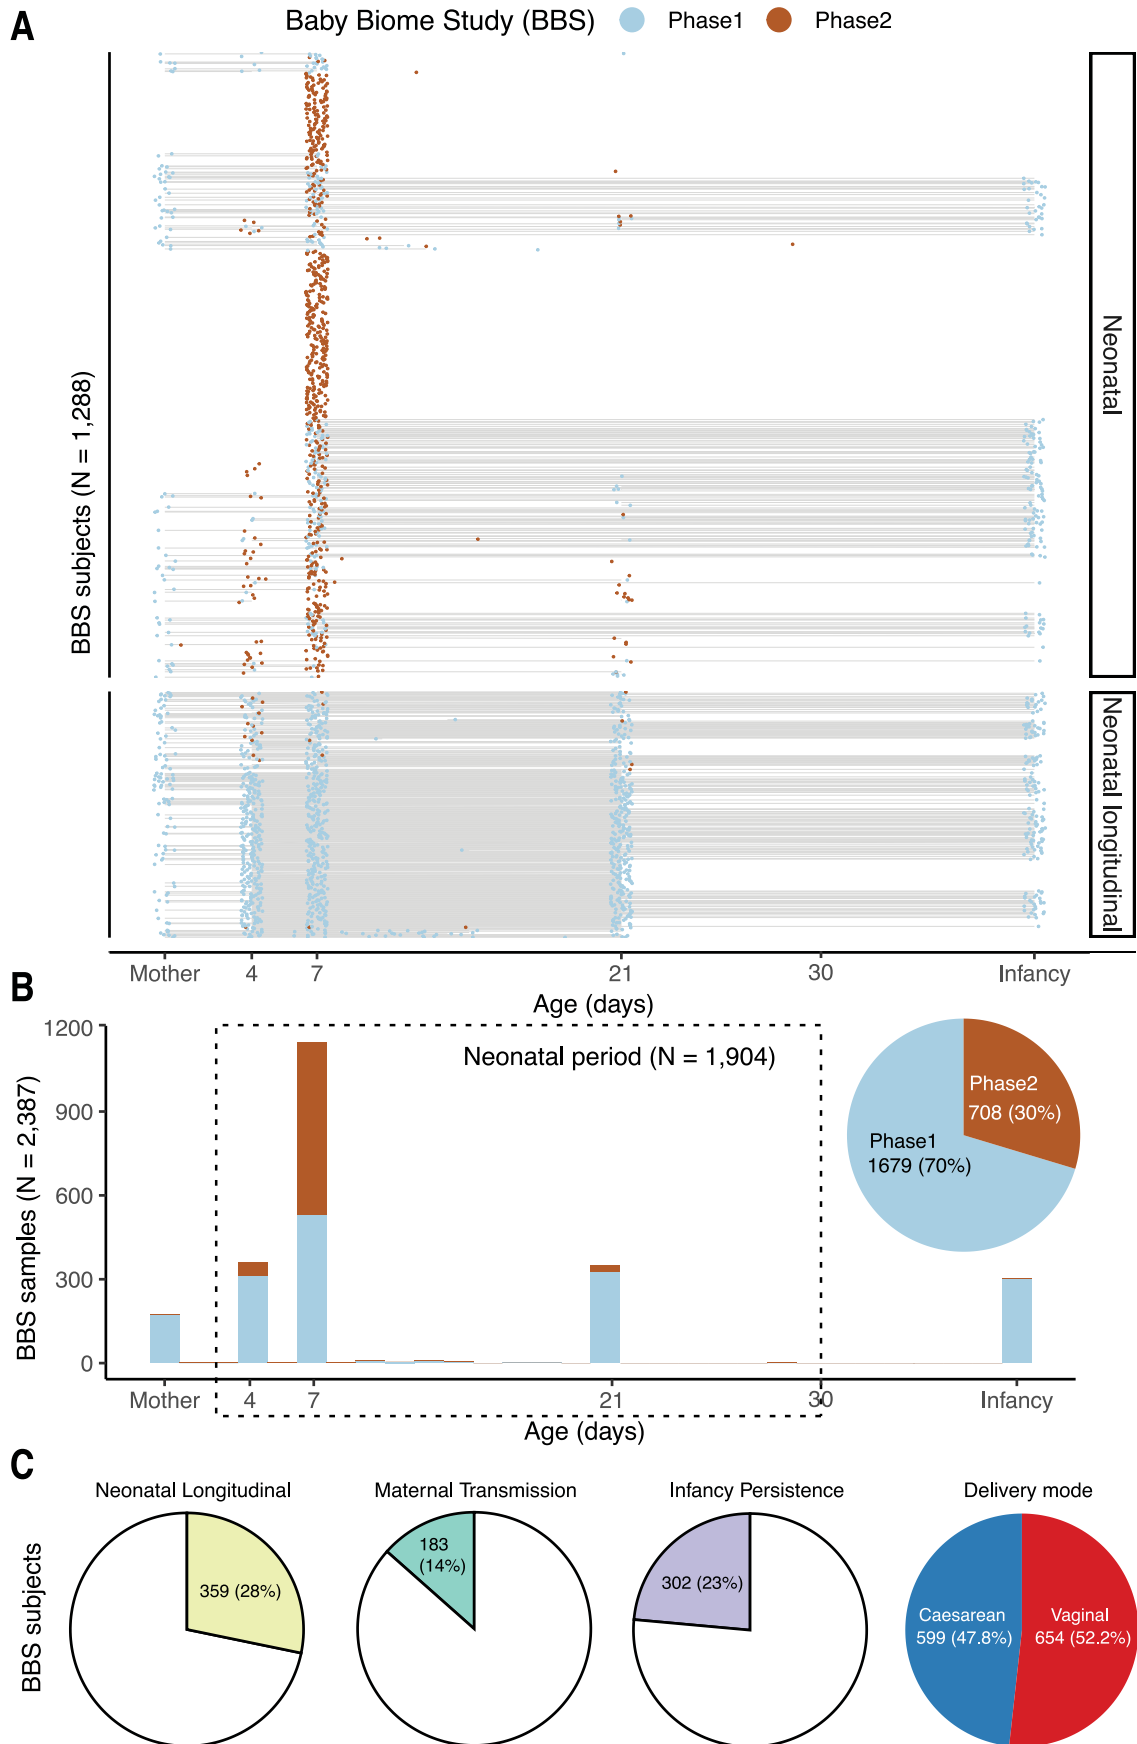 A
Baby Biome Study (BBS)
Phase1
Phase2
BBS subjects (N = 1,288)
Neonatal
Neonatal longitudinal
Mother
4
7
21
30
Infancy
Age (days)
B
BBS samples (N = 2,387)
1200
900
600
300
0
Neonatal period (N = 1,904)
Phase2
708 (30%)
Phase1
1679 (70%)
Mother
4
7
21
30
Infancy
Age (days)
C
BBS subjects
Neonatal Longitudinal
359 (28%)
Maternal Transmission
183
(14%)
Infancy Persistence
302 (23%)
Delivery mode
Caesarean
599 (47.8%)
Vaginal
654 (52.2%)